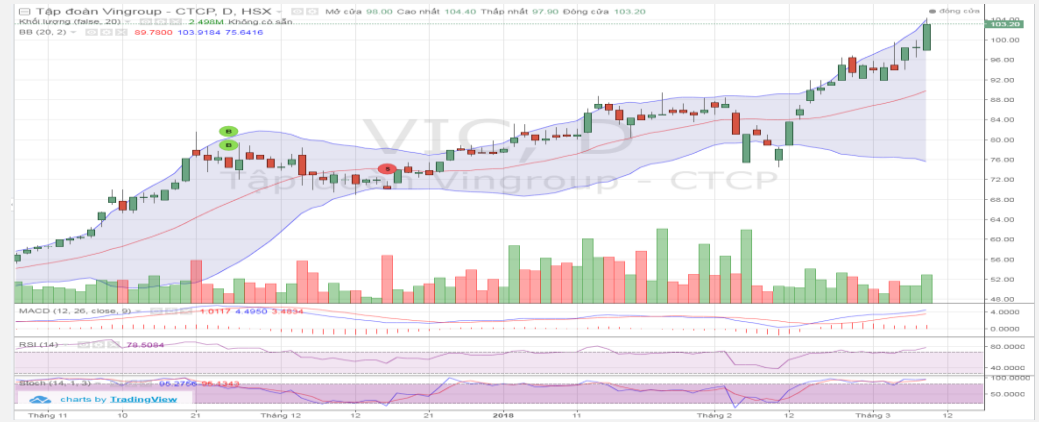 Tập đoàn Vingroup - CTCP, D, HSX Mở cửa 98.00 Cao nhất 104.40 Thấp nhất 97.90 Đóng cửa 103.20
đóng cửa
Khối lượng (false, 20) 2.498M Không có sẵn
BB (20, 2) 89.7800 103.9184 75.6416
104.00
103.20
100.00
96.00
92.00
88.00
84.00
80.00
76.00
72.00
68.00
64.00
60.00
56.00
52.00
48.00
B
B
S
VIC, D
Tập đoàn Vingroup - CTCP
MACD (12, 26, close, 9) 1.0117 4.4950 3.4834
4.0000
0.0000
RSI (14) 78.5084
80.0000
40.0000
Stoch (14, 1, 3) 95.2756 95.1343
100.0000
50.0000
charts by TradingView
Tháng 11 10 21 Tháng 12 12 21 2018 11 Tháng 2 12 Tháng 3 12